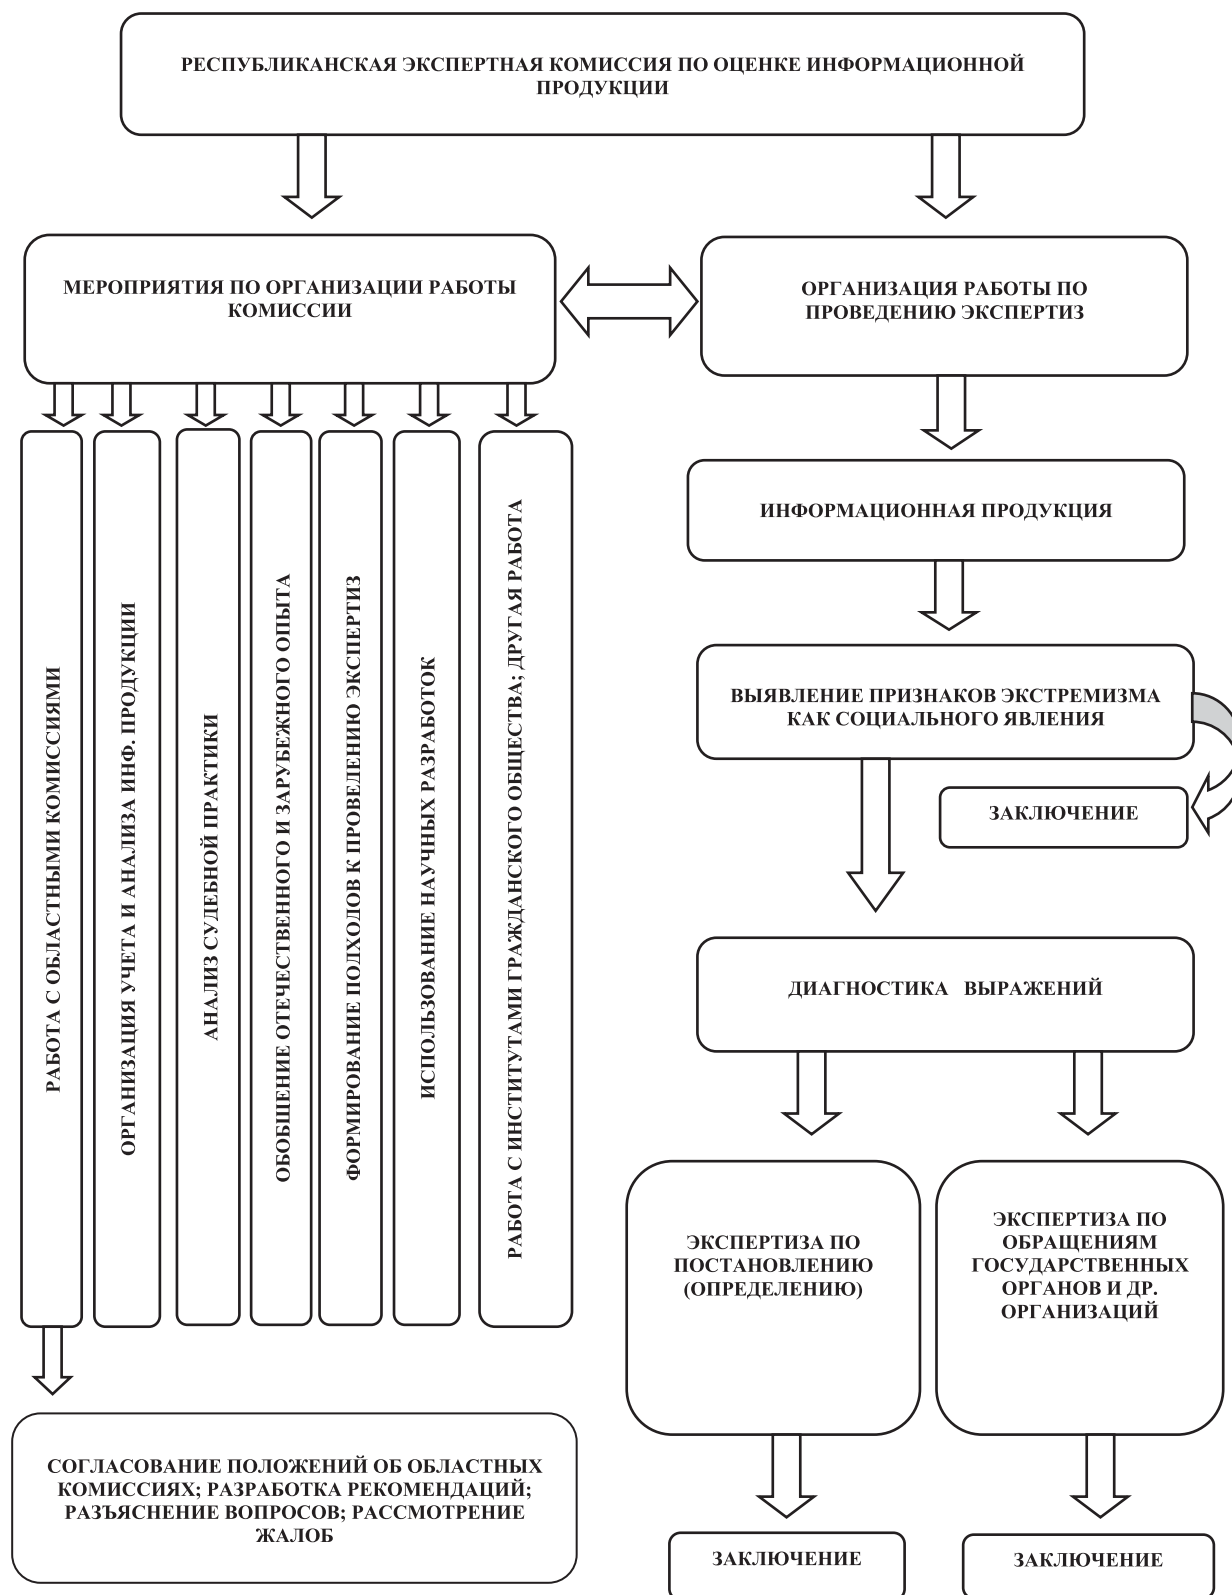 РЕСПУБЛИКАНСКАЯ ЭКСПЕРТНАЯ КОМИССИЯ ПО ОЦЕНКЕ ИНФОРМАЦИОННОЙ
ПРОДУКЦИИ
МЕРОПРИЯТИЯ ПО ОРГАНИЗАЦИИ РАБОТЫ
КОМИССИИ
ОРГАНИЗАЦИЯ РАБОТЫ ПО
ПРОВЕДЕНИЮ ЭКСПЕРТИЗ
РАБОТА С ОБЛАСТНЫМИ КОМИССИЯМИ
ОРГАНИЗАЦИЯ УЧЕТА И АНАЛИЗА ИНФ. ПРОДУКЦИИ
АНАЛИЗ СУДЕБНОЙ ПРАКТИКИ
ОБОБШЕНИЕ ОТЕЧЕСТВЕННОГО И ЗАРУБЕЖНОГО ОПЫТА
ФОРМИРОВАНИЕ ПОДХОДОВ К ПРОВЕДЕНИЮ ЭКСПЕРТИЗ
ИСПОЛЬЗОВАНИЕ НАУЧНЫХ РАЗРАБОТОК
РАБОТА С ИНСТИТУТАМИ ГРАЖДАНСКОГО ОБЩЕСТВА; ДРУГАЯ РАБОТА
СОГЛАСОВАНИЕ ПОЛОЖЕНИЙ ОБ ОБЛАСТНЫХ
КОМИССИЯХ; РАЗРАБОТКА РЕКОМЕНДАЦИЙ;
РАЗЪЯСНЕНИЕ ВОПРОСОВ; РАССМОТРЕНИЕ
ЖАЛОБ
ИНФОРМАЦИОННАЯ ПРОДУКЦИЯ
ВЫЯВЛЕНИЕ ПРИЗНАКОВ ЭКСТРЕМИЗМА
КАК СОЦИАЛЬНОГО ЯВЛЕНИЯ
ЗАКЛЮЧЕНИЕ
ДИАГНОСТИКА ВЫРАЖЕНИЙ
ЭКСПЕРТИЗА ПО
ПОСТАНОВЛЕНИЮ
(ОПРЕДЕЛЕНИЮ)
ЭКСПЕРТИЗА ПО
ОБРАЩЕНИЯМ
ГОСУДАРСТВЕННЫХ
ОРГАНОВ И ДР.
ОРГАНИЗАЦИЙ
ЗАКЛЮЧЕНИЕ
ЗАКЛЮЧЕНИЕ